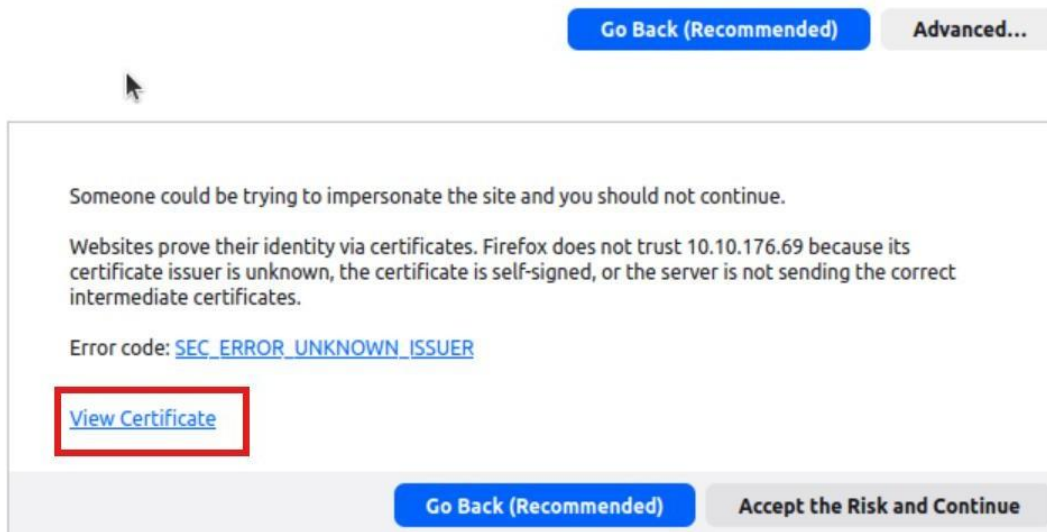 Go Back (Recommended) Advanced...
Someone could be trying to impersonate the site and you should not continue.
Websites prove their identity via certificates. Firefox does not trust 10.10.176.69 because its
certificate issuer is unknown, the certificate is self-signed, or the server is not sending the correct
intermediate certificates.
Error code: SEC_ERROR_UNKNOWN_ISSUER
View Certificate
Go Back (Recommended) Accept the Risk and Continue